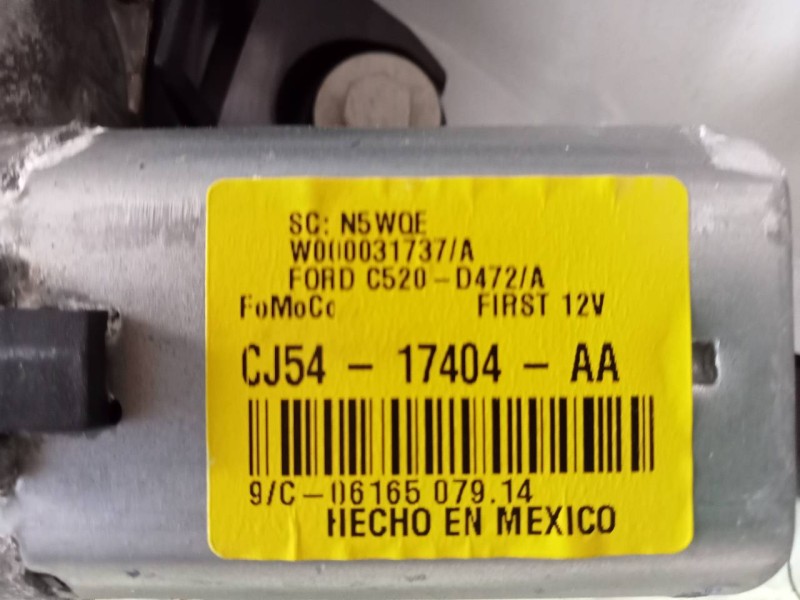 SC: N5WQE
W000031737/A
FORD C520-D472/A
FoMoCo FIRST 12V
CJ54 - 17404 - AA
9/C-06165 079.14
HECHO EN MEXICO